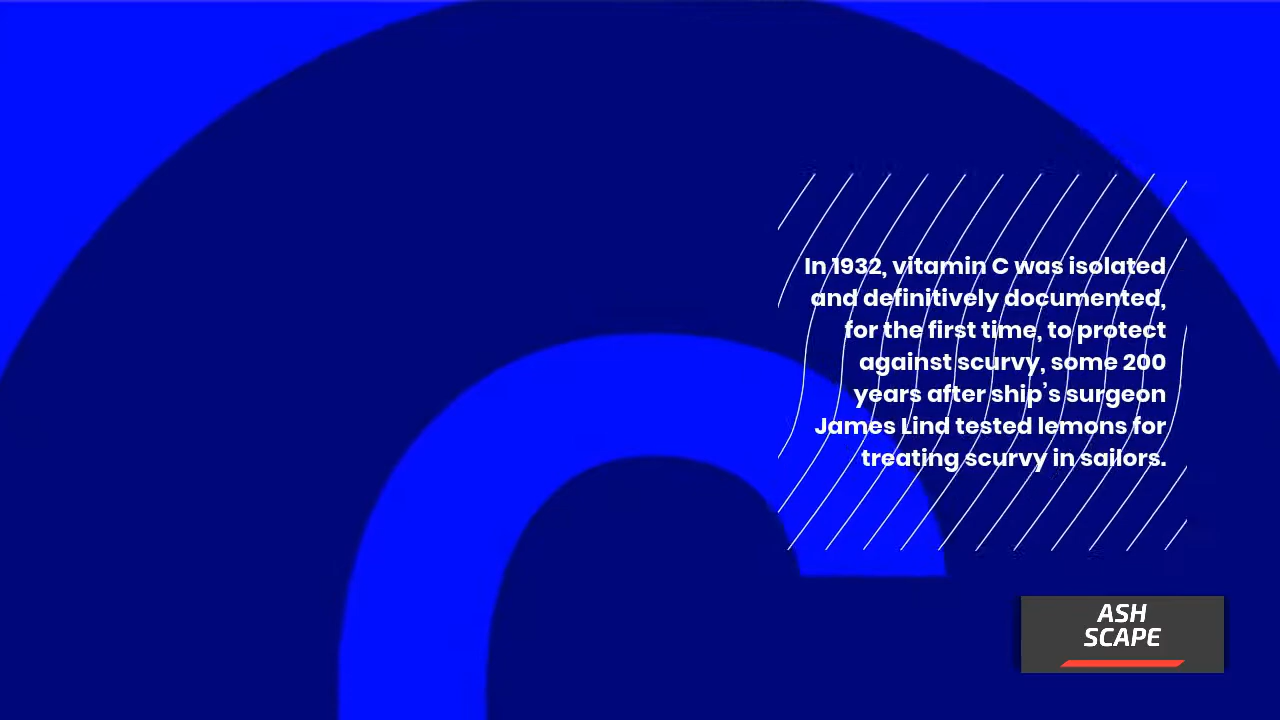 In 1932, vitamin C was isolated
and definitively documented,
for the first time, to protect
against scurvy, some 200
years after ship’s surgeon
James Lind tested lemons for
treating scurvy in sailors.
C
ASH
SCAPE